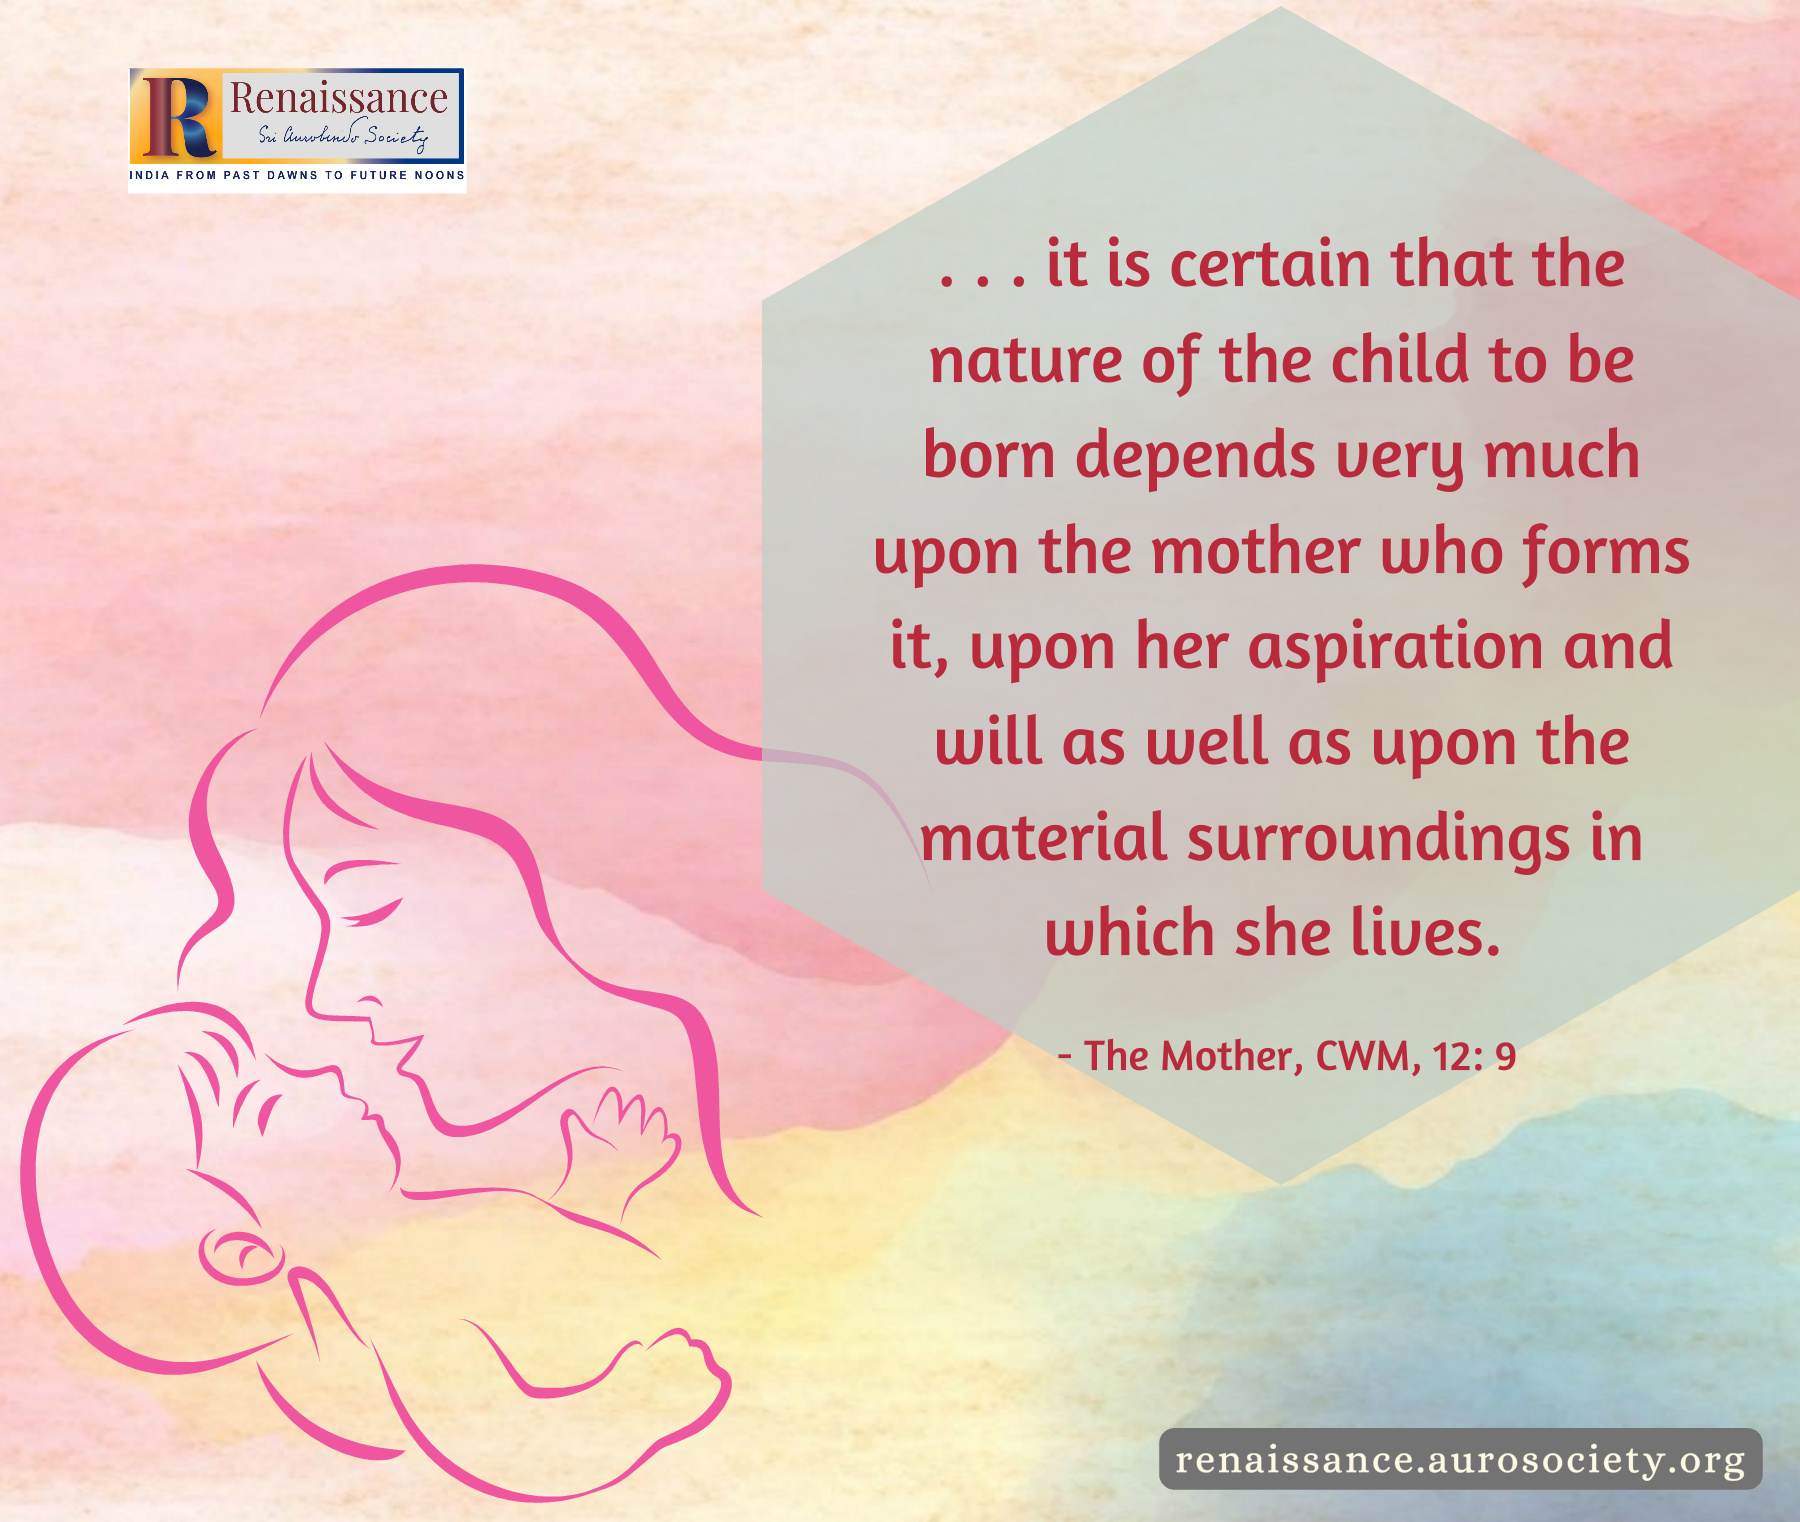 R Renaissance
Sri Aurobindo Society
INDIA FROM PAST DAWNS TO FUTURE NOONS
. . . it is certain that the
nature of the child to be
born depends very much
upon the mother who forms
it, upon her aspiration and
will as well as upon the
material surroundings in
which she lives.
- The Mother, CWM, 12: 9
renaissance.aurosociety.org